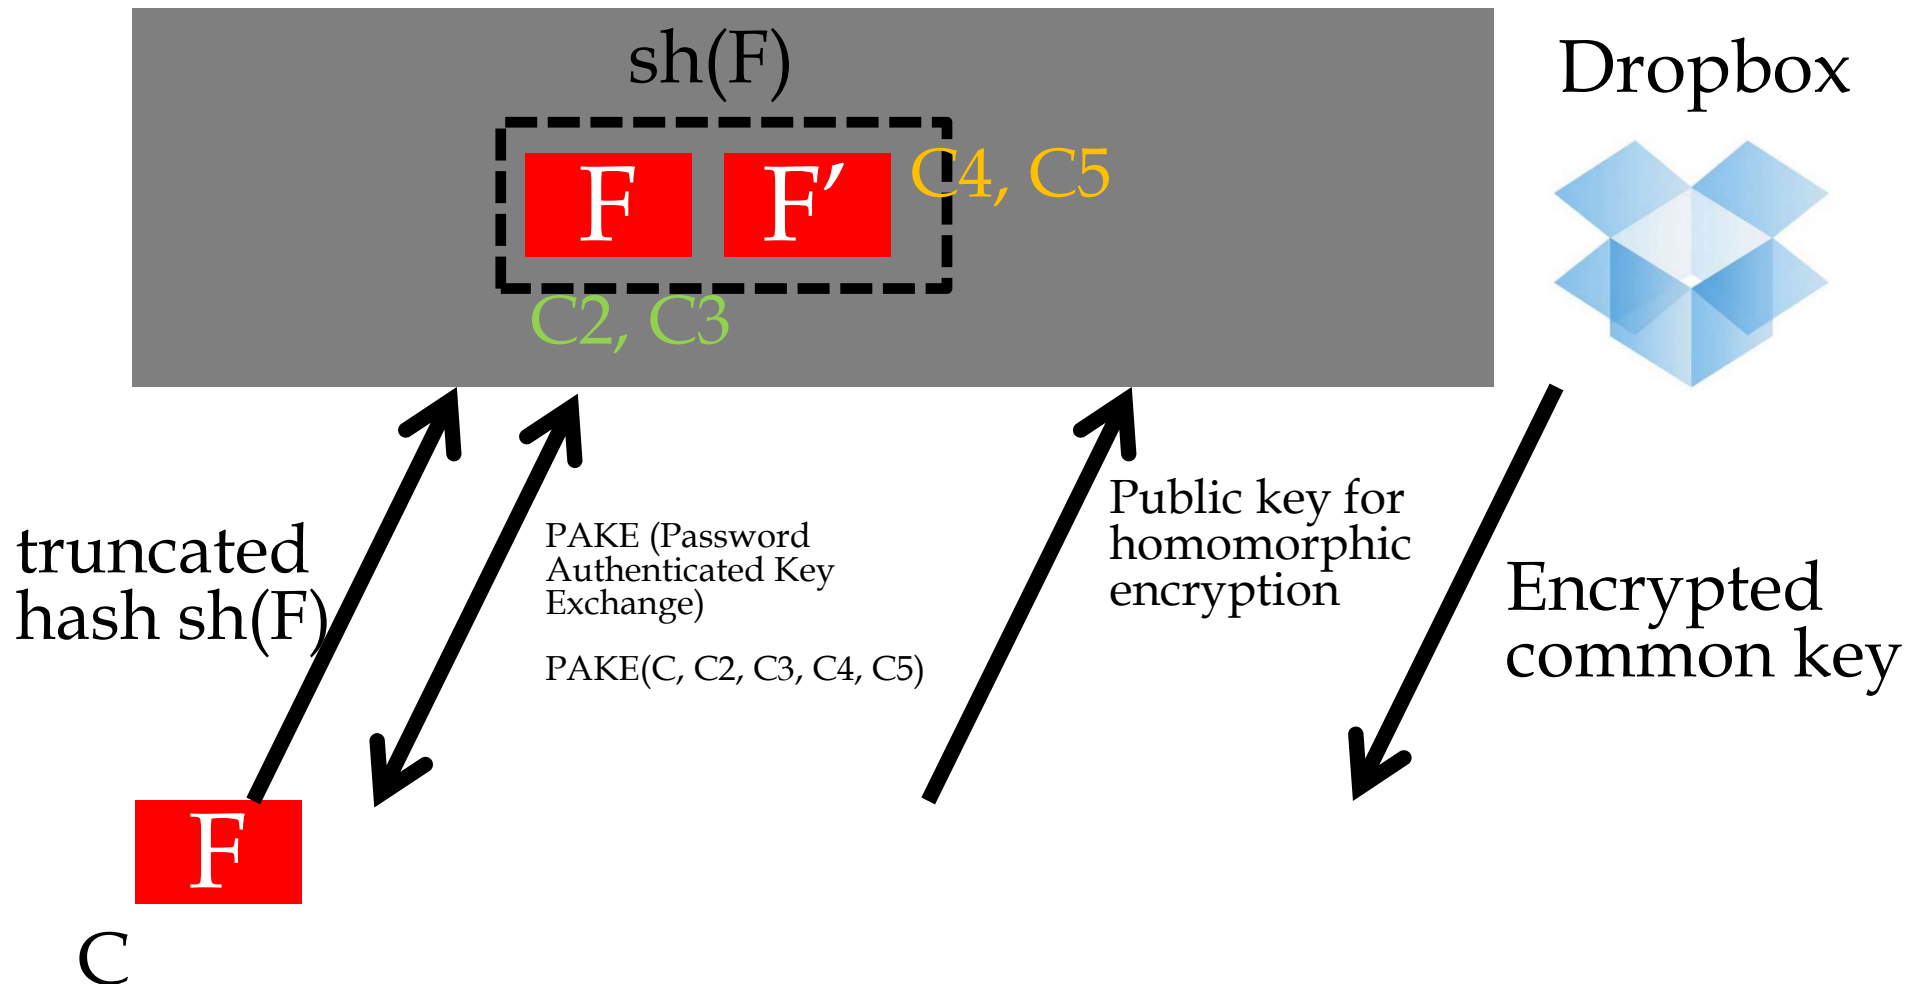 sh(F)
Dropbox
F
F′
C4, C5
C2, C3
truncated
hash sh(F)
PAKE (Password
Authenticated Key
Exchange)
PAKE(C, C2, C3, C4, C5)
Public key for
homomorphic
encryption
Encrypted
common key
F
C